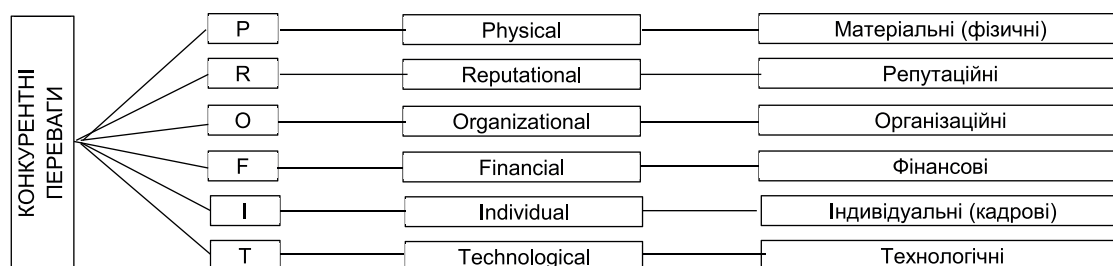 КОНКУРЕНТНІ
ПЕРЕВАГИ
P Physical Матеріальні (фізичні)
R Reputational Репутаційні
O Organizational Організаційні
F Financial Фінансові
I Individual Індивідуальні (кадрові)
T Technological Технологічні